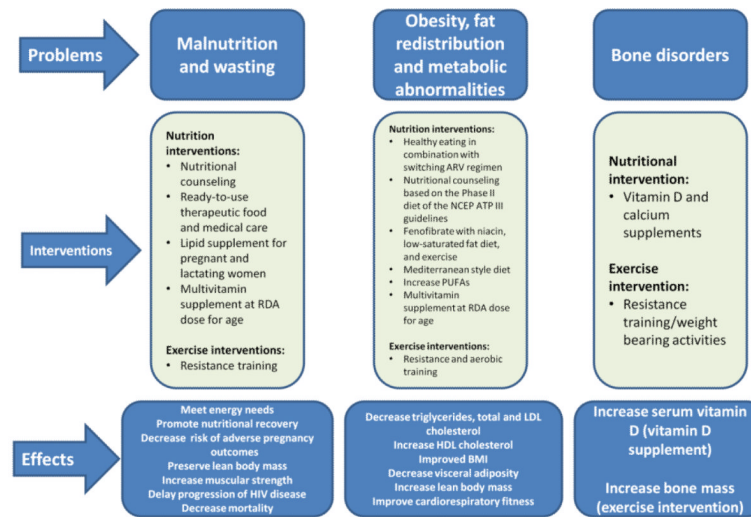 Problems
Malnutrition
and wasting
Obesity, fat
redistribution
and metabolic
abnormalities
Bone disorders
Interventions
Nutrition
interventions:
• Nutritional
counseling
• Ready-to-use
therapeutic food
and medical care
• Lipid supplement for
pregnant and
lactating women
• Multivitamin
supplement at RDA
dose for age
Exercise interventions:
• Resistance training
Nutrition interventions:
• Healthy eating in
combination with
switching ARV regimen
• Nutritional counseling
based on the Phase II
diet of the NCEP ATP III
guidelines
• Fenofibrate with niacin,
low-saturated fat diet,
and exercise
• Mediterranean style diet
• Increase PUFAs
• Multivitamin
supplement at RDA dose
for age
Exercise interventions:
• Resistance and aerobic
training
Nutritional
intervention:
• Vitamin D and
calcium
supplements
Exercise
intervention:
• Resistance
training/weight
bearing activities
Effects
Meet energy needs
Promote nutritional recovery
Decrease risk of adverse pregnancy
outcomes
Preserve lean body mass
Increase muscular strength
Delay progression of HIV disease
Decrease mortality
Decrease triglycerides, total and LDL
cholesterol
Increase HDL cholesterol
Improved BMI
Decrease visceral adiposity
Increase lean body mass
Improve cardiorespiratory fitness
Increase serum vitamin
D (vitamin D
supplement)
Increase bone mass
(exercise intervention)